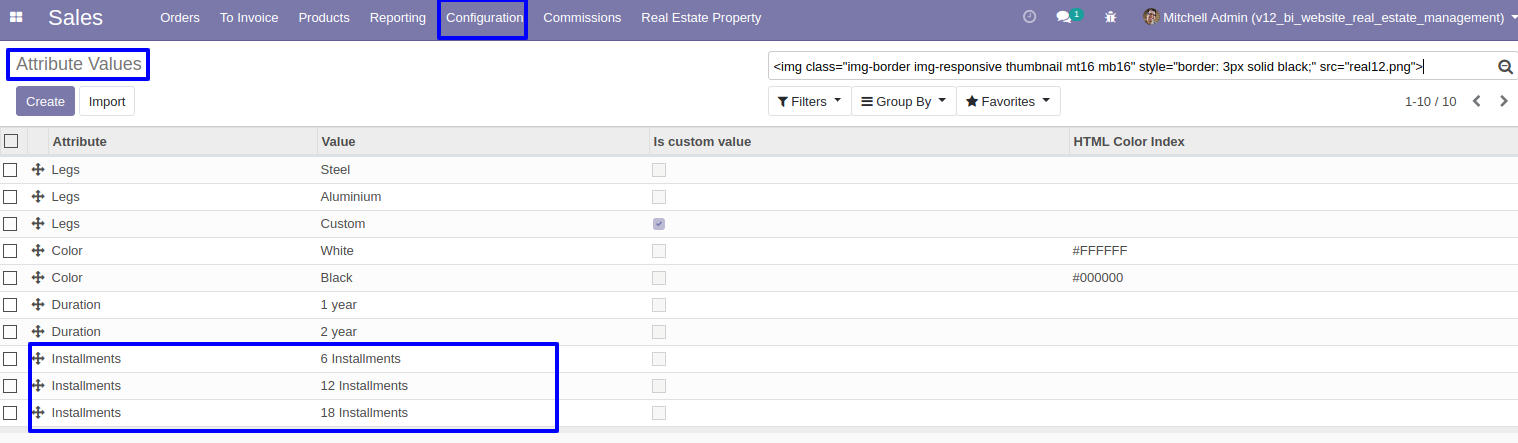 Sales Orders To Invoice Products Reporting Configuration Commissions Real Estate Property 1 Mitchell Admin (v12_bi_website_real_estate_management)
Attribute Values
<img class="img-border img-responsive thumbnail mt16 mb16" style="border: 3px solid black;" src="real12.png">
Create Import Filters Group By Favorites 1-10 / 10
Attribute Value Is custom value HTML Color Index
Legs Steel
Legs Aluminium
Legs Custom
Color White #FFFFFF
Color Black #000000
Duration 1 year
Duration 2 year
Installments 6 Installments
Installments 12 Installments
Installments 18 Installments